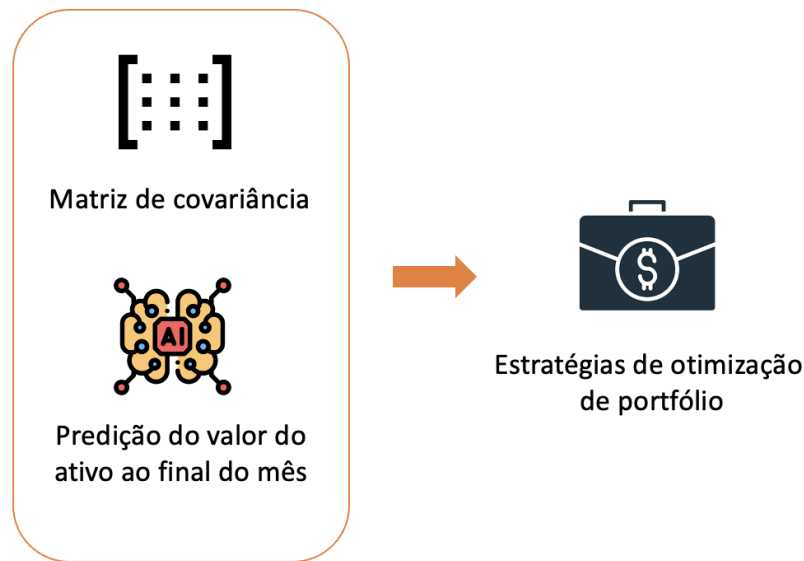 Matriz de covariância
AI
Predição do valor do
ativo ao final do mês
$
Estratégias de otimização
de portfólio